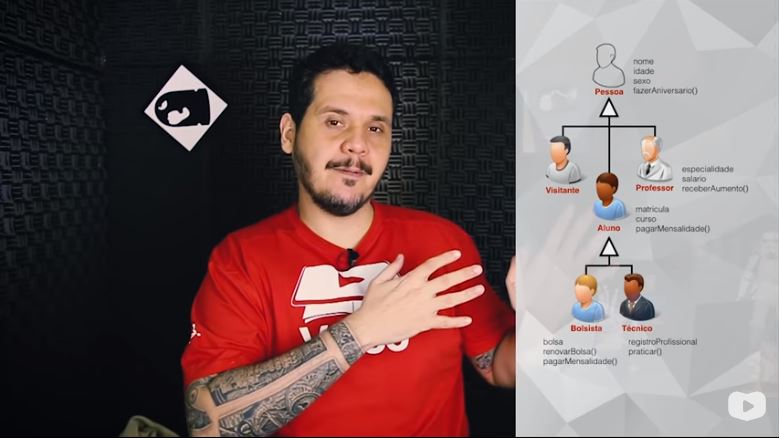 nome
idade
sexo
fazerAniversario()
Pessoa
Visitante
Professor
especialidade
salario
receberAumento()
Aluno
matricula
curso
pagarMensalidade()
Bolsista
Técnico
bolsa
renovarBolsa()
pagarMensalidade()
registroProfissional
praticar()